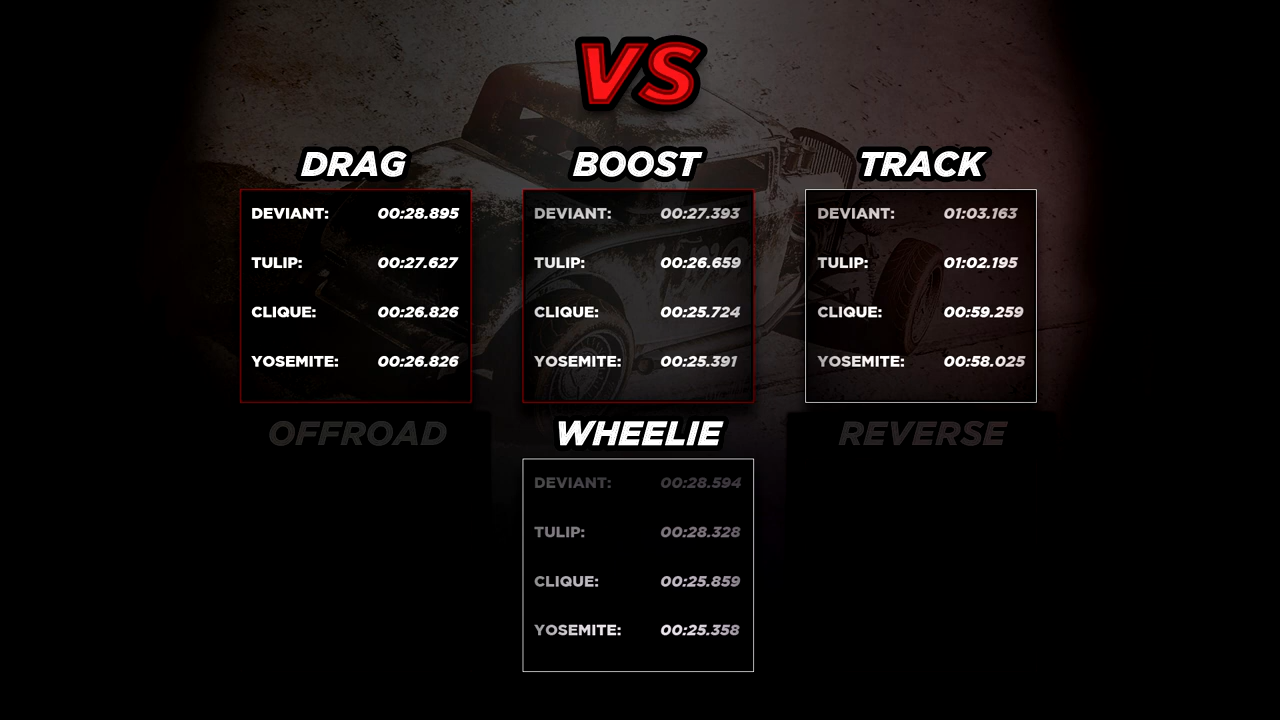 VS
DRAG
DEVIANT: 00:28.895
TULIP: 00:27.627
CLIQUE: 00:26.826
YOSEMITE: 00:26.826
BOOST
DEVIANT: 00:27.393
TULIP: 00:26.659
CLIQUE: 00:25.724
YOSEMITE: 00:25.391
TRACK
DEVIANT: 01:03.163
TULIP: 01:02.195
CLIQUE: 00:59.259
YOSEMITE: 00:58.025
OFFROAD
WHEELIE
DEVIANT: 00:28.594
TULIP: 00:28.328
CLIQUE: 00:25.859
YOSEMITE: 00:25.358
REVERSE